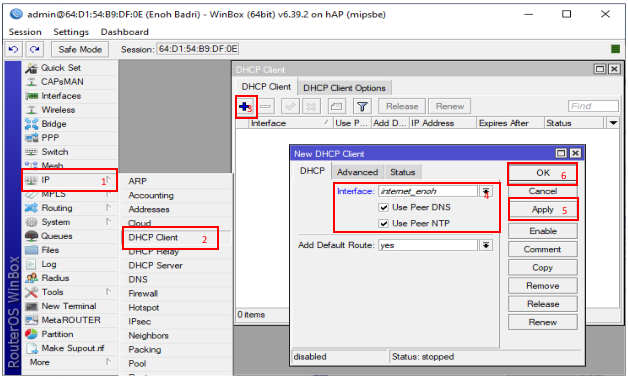 admin@64:D1:54:B9:DF:0E (Enoh Badri) - WinBox (64bit) v6.39.2 on hAP (mipsbe)
Session Settings Dashboard
Safe Mode Session: 64:D1:54:B9:DF:0E
Quick Set
CAPsMAN
Interfaces
Wireless
Bridge
PPP
Switch
Mesh
IP 1
MPLS
Routing
System
Queues
Files
Log
Radius
Tools
New Terminal
MetaROUTER
Partition
Make Supout.rif
More
RouterOS WinBox
ARP
Accounting
Addresses
Cloud
DHCP Client 2
DHCP Relay
DHCP Server
DNS
Firewall
Hotspot
IPsec
Neighbors
Packing
Pool
DHCP Client
DHCP Client DHCP Client Options
3 Release Renew Find
Interface Use P... Add D... IP Address Expires After Status
0 items
New DHCP Client
DHCP Advanced Status
Interface: internet_enoh 4
Use Peer DNS
Use Peer NTP
Add Default Route: yes
OK 6
Cancel
Apply 5
Enable
Comment
Copy
Remove
Release
Renew
disabled Status: stopped